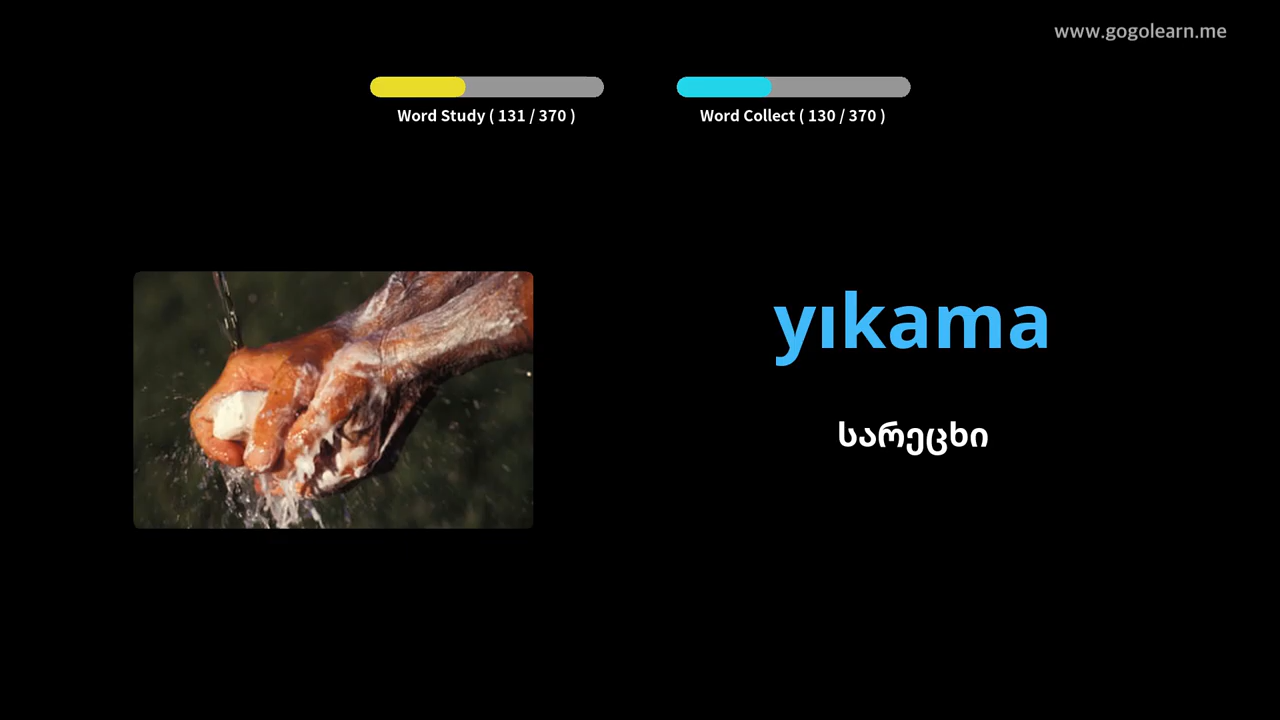 www.gogolearn.me
Word Study ( 131 / 370 )
Word Collect ( 130 / 370 )
yıkama
სარეცხი